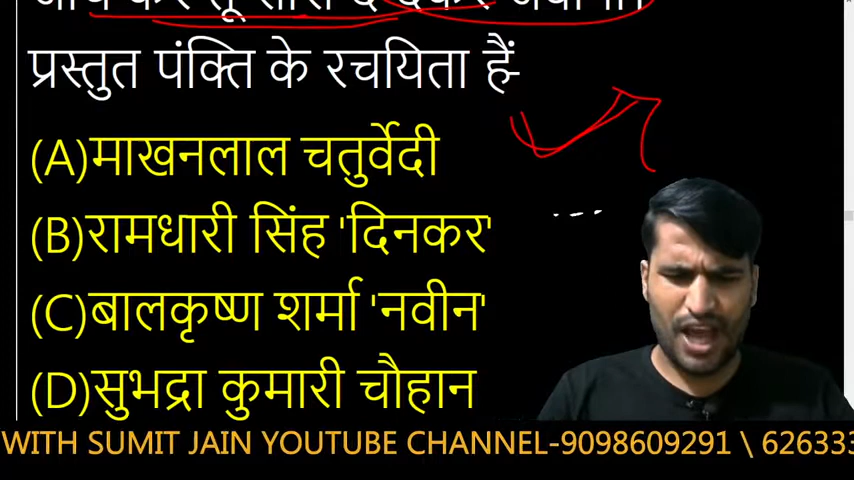 प्रस्तुत पंक्ति के रचयिता हैं-
(A)माखनलाल चतुर्वेदी
(B)रामधारी सिंह 'दिनकर'
(C)बालकृष्ण शर्मा 'नवीन'
(D)सुभद्रा कुमारी चौहान
WITH SUMIT JAIN YOUTUBE CHANNEL-9098609291 \ 626333